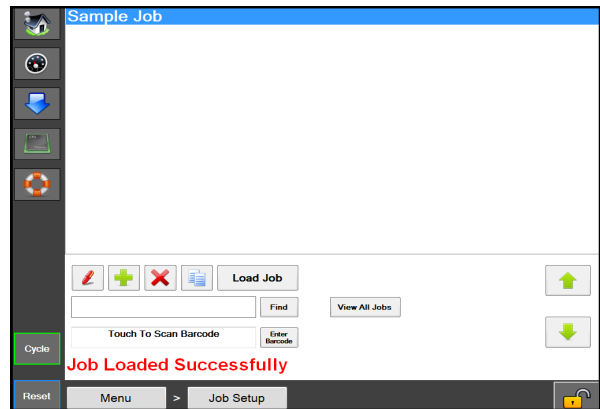 Sample Job
Load Job
Find
View All Jobs
Touch To Scan Barcode
Enter
Barcode
Cycle
Job Loaded Successfully
Reset
Menu
>
Job Setup